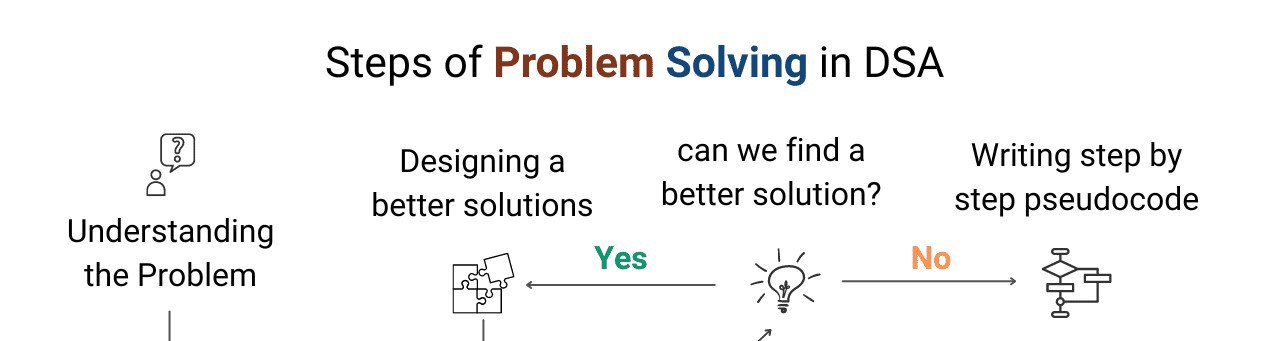 Steps of Problem Solving in DSA
?
Understanding
the Problem
Designing a
better solutions
Yes
can we find a
better solution?
No
Writing step by
step pseudocode